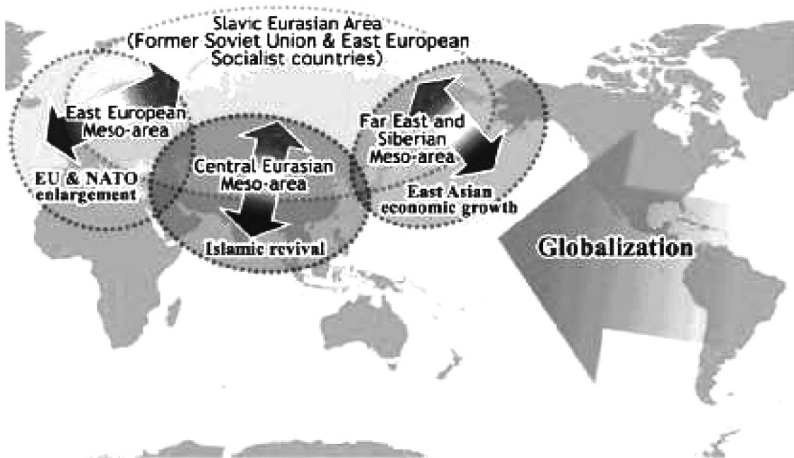 Slavic Eurasian Area
(Former Soviet Union & East European
Socialist countries)
East European
Meso-area
EU & NATO
enlargement
Central Eurasian
Meso-area
Islamic revival
Far East and
Siberian
Meso-area
East Asian
economic growth
Globalization